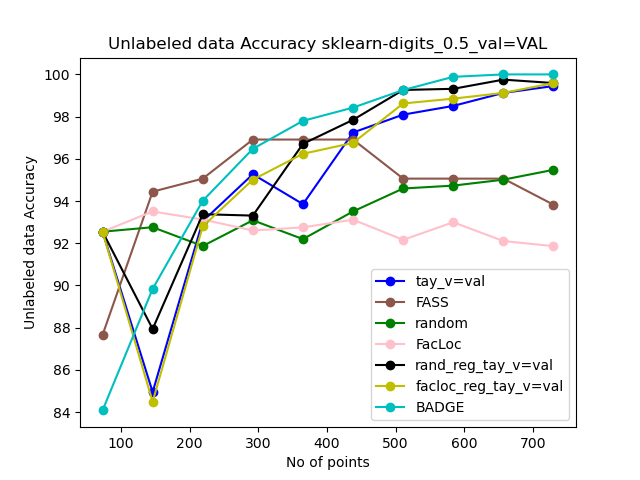 Unlabeled data Accuracy sklearn-digits_0.5_val=VAL
Unlabeled data Accuracy
100
98
96
94
92
90
88
86
84
100
200
300
400
500
600
700
No of points
tay_v=val
FASS
random
FacLoc
rand_reg_tay_v=val
facloc_reg_tay_v=val
BADGE